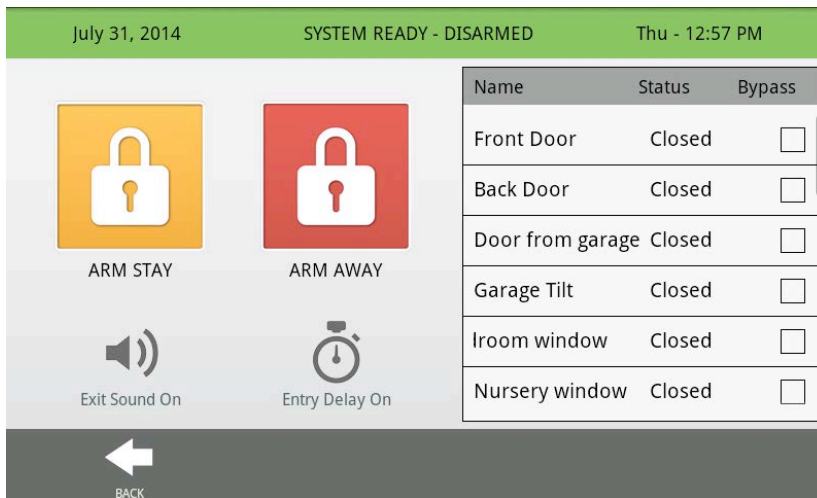 July 31, 2014 SYSTEM READY - DISARMED Thu - 12:57 PM
Name Status Bypass
Front Door Closed
Back Door Closed
Door from garage Closed
Garage Tilt Closed
lroom window Closed
Nursery window Closed
ARM STAY ARM AWAY
Exit Sound On Entry Delay On
BACK